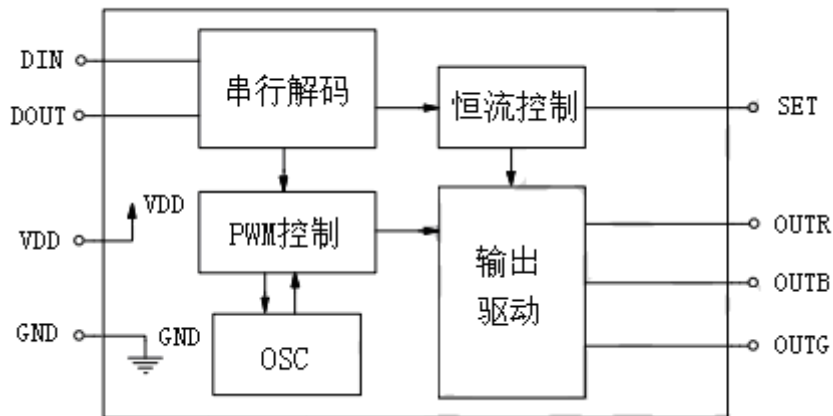 DIN
DOUT
串行解码
恒流控制
SET
VDD
VDD
PWM控制
输出
驱动
OUTR
OUTB
OUTG
GND
GND
OSC